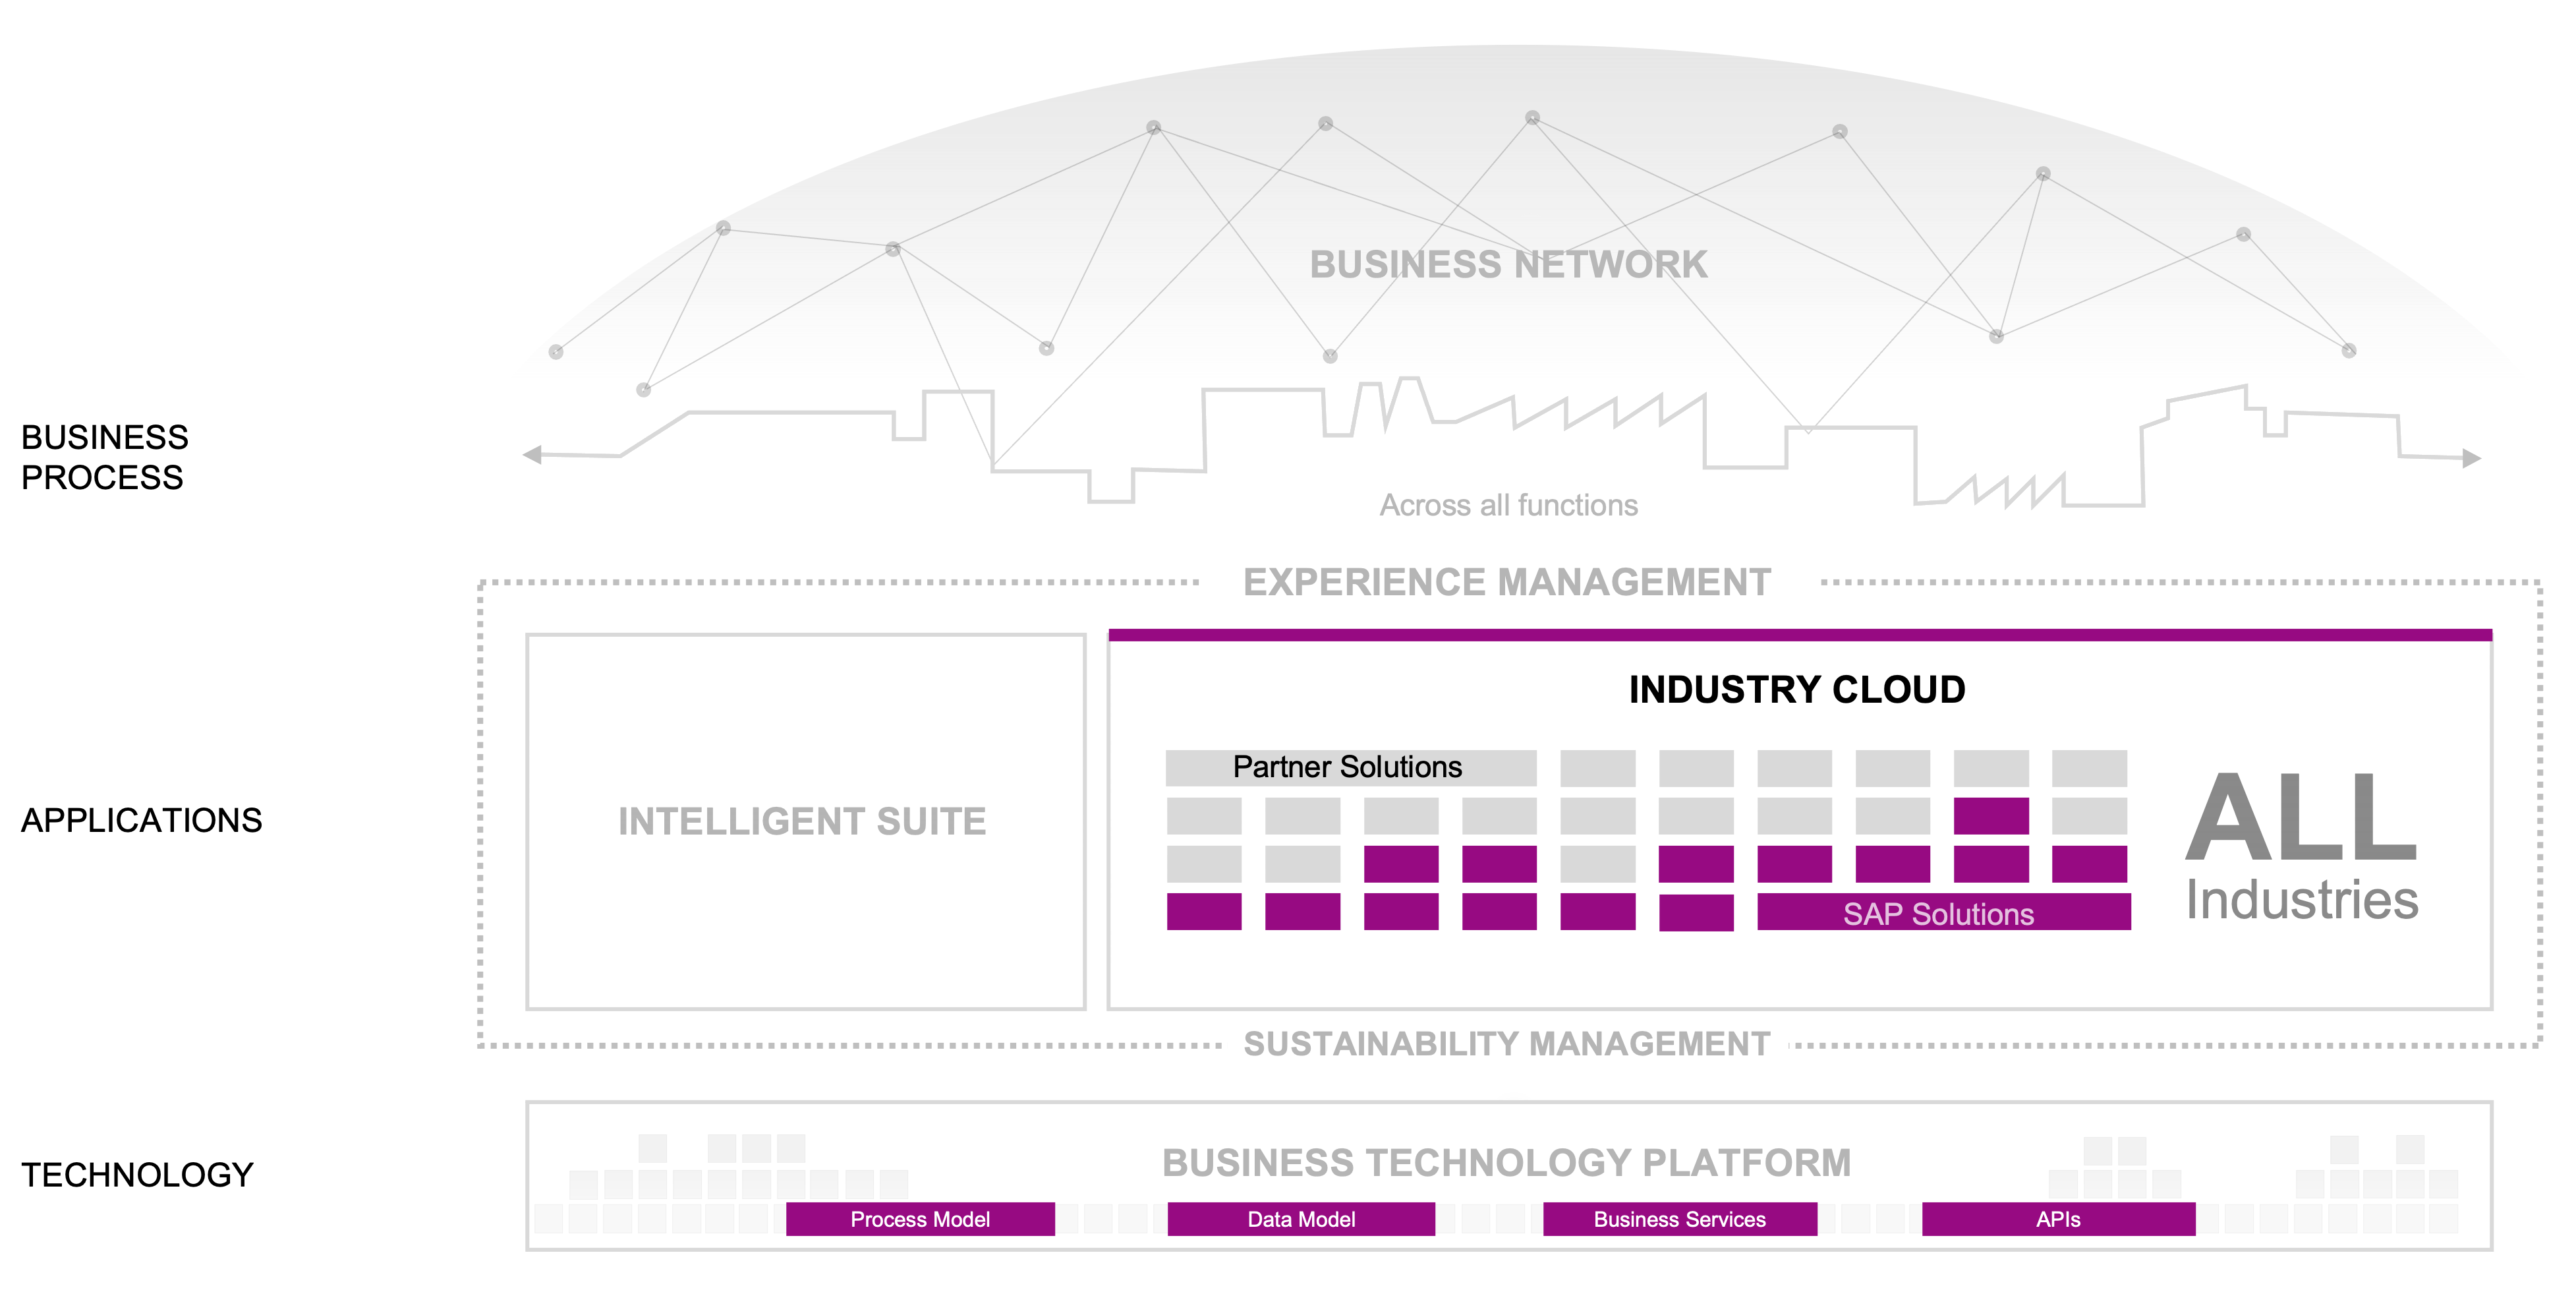 BUSINESS NETWORK
BUSINESS
PROCESS
Across all functions
EXPERIENCE MANAGEMENT
APPLICATIONS
INTELLIGENT SUITE
INDUSTRY CLOUD
Partner Solutions
SAP Solutions
ALL
Industries
SUSTAINABILITY MANAGEMENT
TECHNOLOGY
BUSINESS TECHNOLOGY PLATFORM
Process Model
Data Model
Business Services
APIs